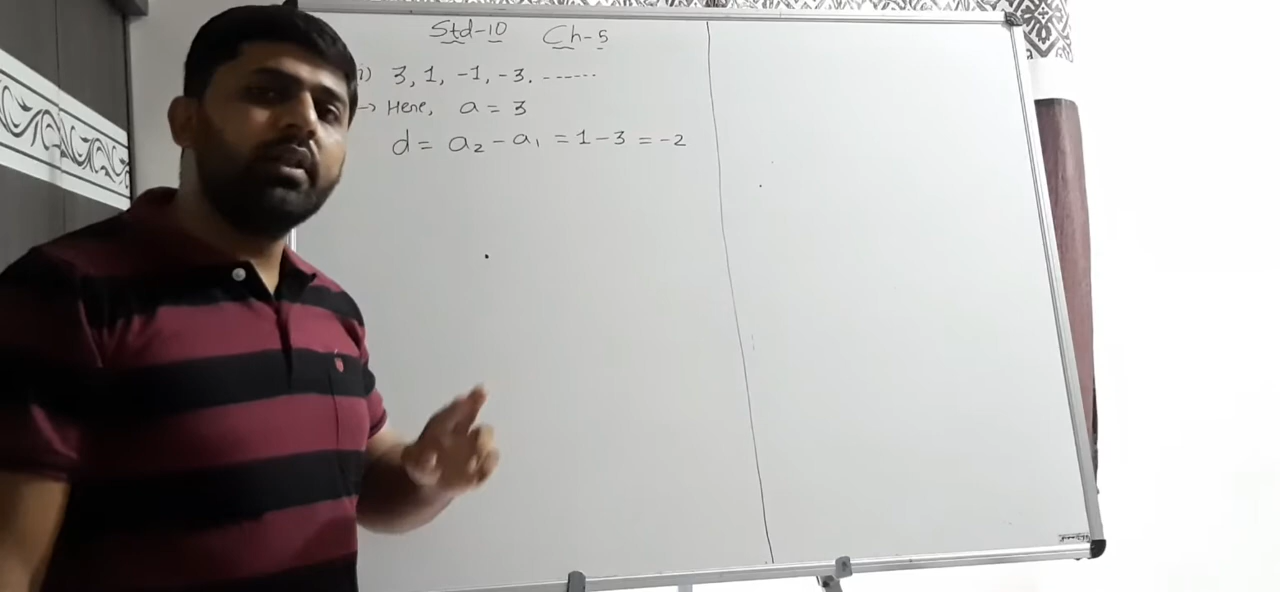 Std-10 Ch-5
1) 3, 1, -1, -3. ------
→ Here, a = 3
d = a₂ - a₁ = 1-3 = -2